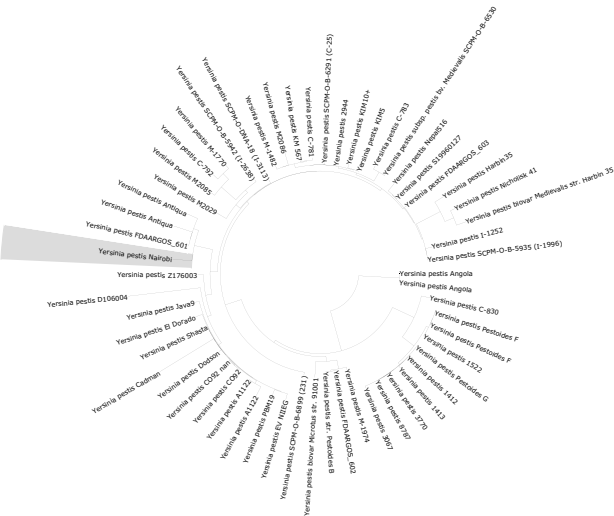 Yersinia pestis SCPM-O-B-6291 (C-25)
Yersinia pestis 2944
Yersinia pestis KIM10+
Yersinia pestis KIM5
Yersinia pestis C-783
Yersinia pestis subsp. pestis bv. Medievalis SCPM-O-B-6530
Yersinia pestis Nepal516
Yersinia pestis S19960127
Yersinia pestis FDAARGOS_603
Yersinia pestis Harbin35
Yersinia pestis Nicholisk 41
Yersinia pestis biovar Medievalis str. Harbin 35
Yersinia pestis I-1252
Yersinia pestis SCPM-O-B-5935 (I-1996)
Yersinia pestis Angola
Yersinia pestis Angola
Yersinia pestis C-830
Yersinia pestis Pestoides F
Yersinia pestis Pestoides F
Yersinia pestis 1522
Yersinia pestis Pestoides G
Yersinia pestis 1412
Yersinia pestis 1413
Yersinia pestis 3770
Yersinia pestis 8787
Yersinia pestis 3067
Yersinia pestis M-1974
Yersinia pestis FDAARGOS_602
Yersinia pestis str. Pestoides B
Yersinia pestis biovar Microtus str. 91001
Yersinia pestis SCPM-O-B-6899 (231)
Yersinia pestis EV NIIEG
Yersinia pestis PBM19
Yersinia pestis A1122
Yersinia pestis A1122
Yersinia pestis CO92
Yersinia pestis CO92_nan
Yersinia pestis Dodson
Yersinia pestis Cadman
Yersinia pestis Shasta
Yersinia pestis El Dorado
Yersinia pestis Java9
Yersinia pestis D106004
Yersinia pestis Z176003
Yersinia pestis Nairobi
Yersinia pestis FDAARGOS_601
Yersinia pestis Antiqua
Yersinia pestis Antiqua
Yersinia pestis M2029
Yersinia pestis M2085
Yersinia pestis C-792
Yersinia pestis M-1770
Yersinia pestis SCPM-O-B-5942 (I-2638)
Yersinia pestis SCPM-O-DNA-18 (I-3113)
Yersinia pestis M-1482
Yersinia pestis M2086
Yersinia pestis KM 567
Yersinia pestis C-781